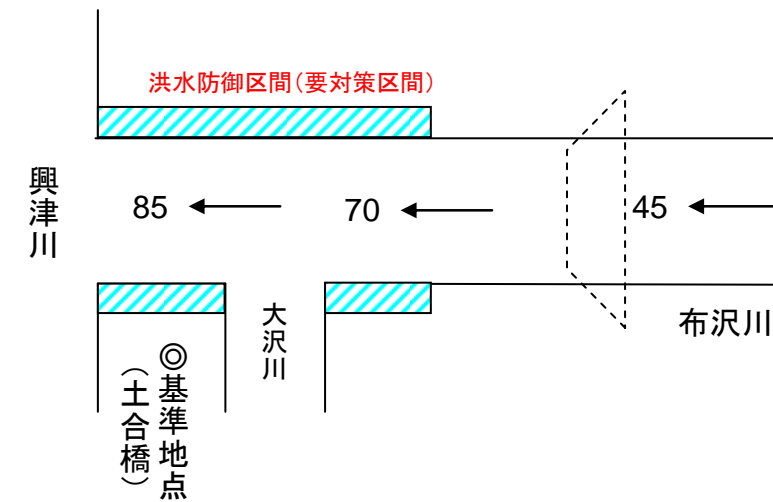 洪水防御区間(要対策区間)
興津川
85
70
45
大沢川
布沢川
◎基準地点
(土合橋)